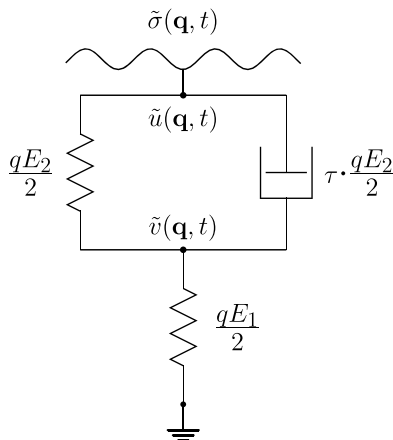 σ̃(q, t)
ũ(q, t)
qE₂/2
τ·qE₂/2
ṽ(q, t)
qE₁/2